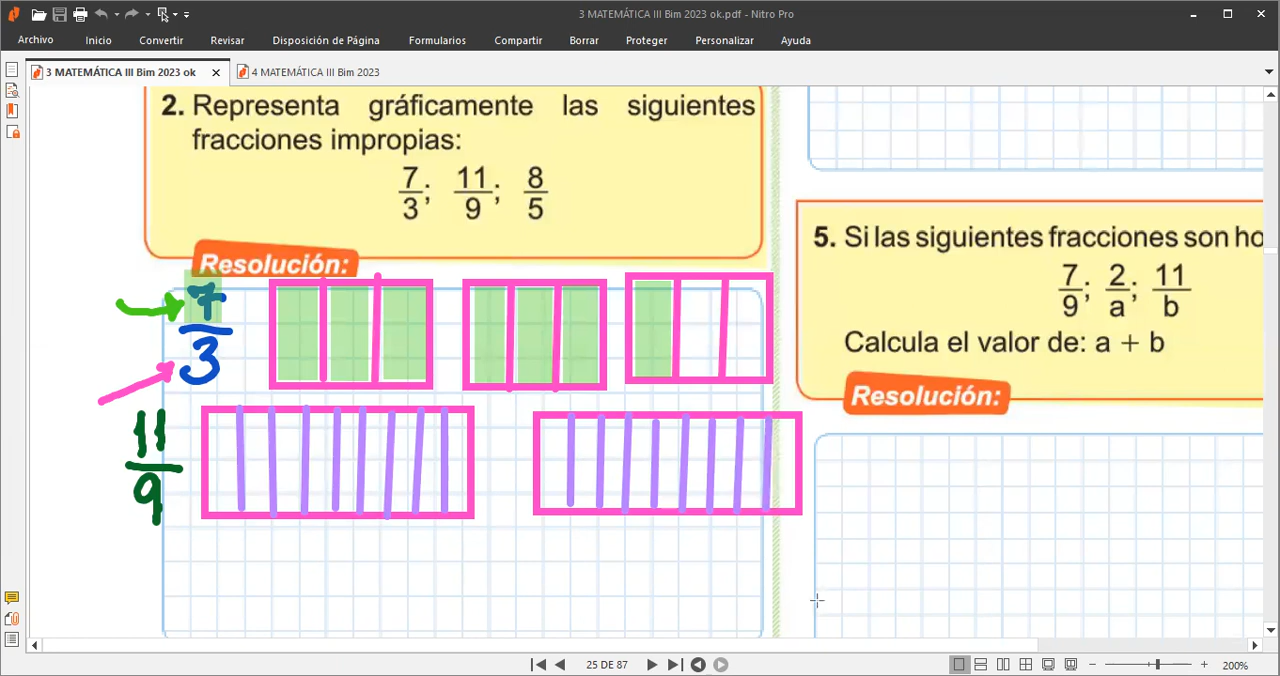 3 MATEMÁTICA III Bim 2023 ok.pdf - Nitro Pro
Archivo Inicio Convertir Revisar Disposición de Página Formularios Compartir Borrar Proteger Personalizar Ayuda
3 MATEMÁTICA III Bim 2023 ok
4 MATEMÁTICA III Bim 2023
2. Representa gráficamente las siguientes
fracciones impropias:
7/3; 11/9; 8/5
Resolución:
7/3
11/9
5. Si las siguientes fracciones son ho
7/9; 2/a; 11/b
Calcula el valor de: a + b
Resolución:
25 DE 87
200%